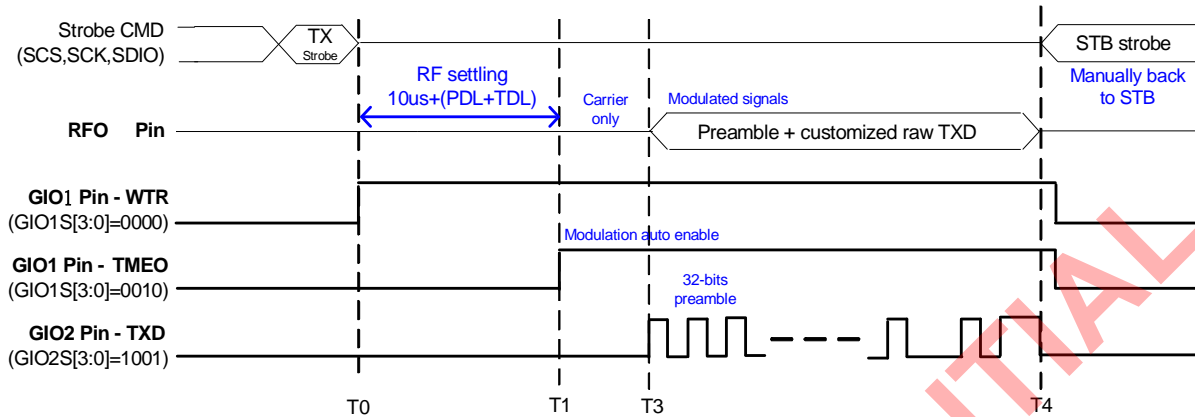 Strobe CMD
(SCS,SCK,SDIO)
TX
Strobe
STB strobe
RF settling
10us+(PDL+TDL)
Carrier
only
Modulated signals
Manually back
to STB
RFO Pin
Preamble + customized raw TXD
GIO1 Pin - WTR
(GIO1S[3:0]=0000)
Modulation auto enable
GIO1 Pin - TMEO
(GIO1S[3:0]=0010)
32-bits
preamble
GIO2 Pin - TXD
(GIO2S[3:0]=1001)
T0 T1 T3 T4
NTIAL